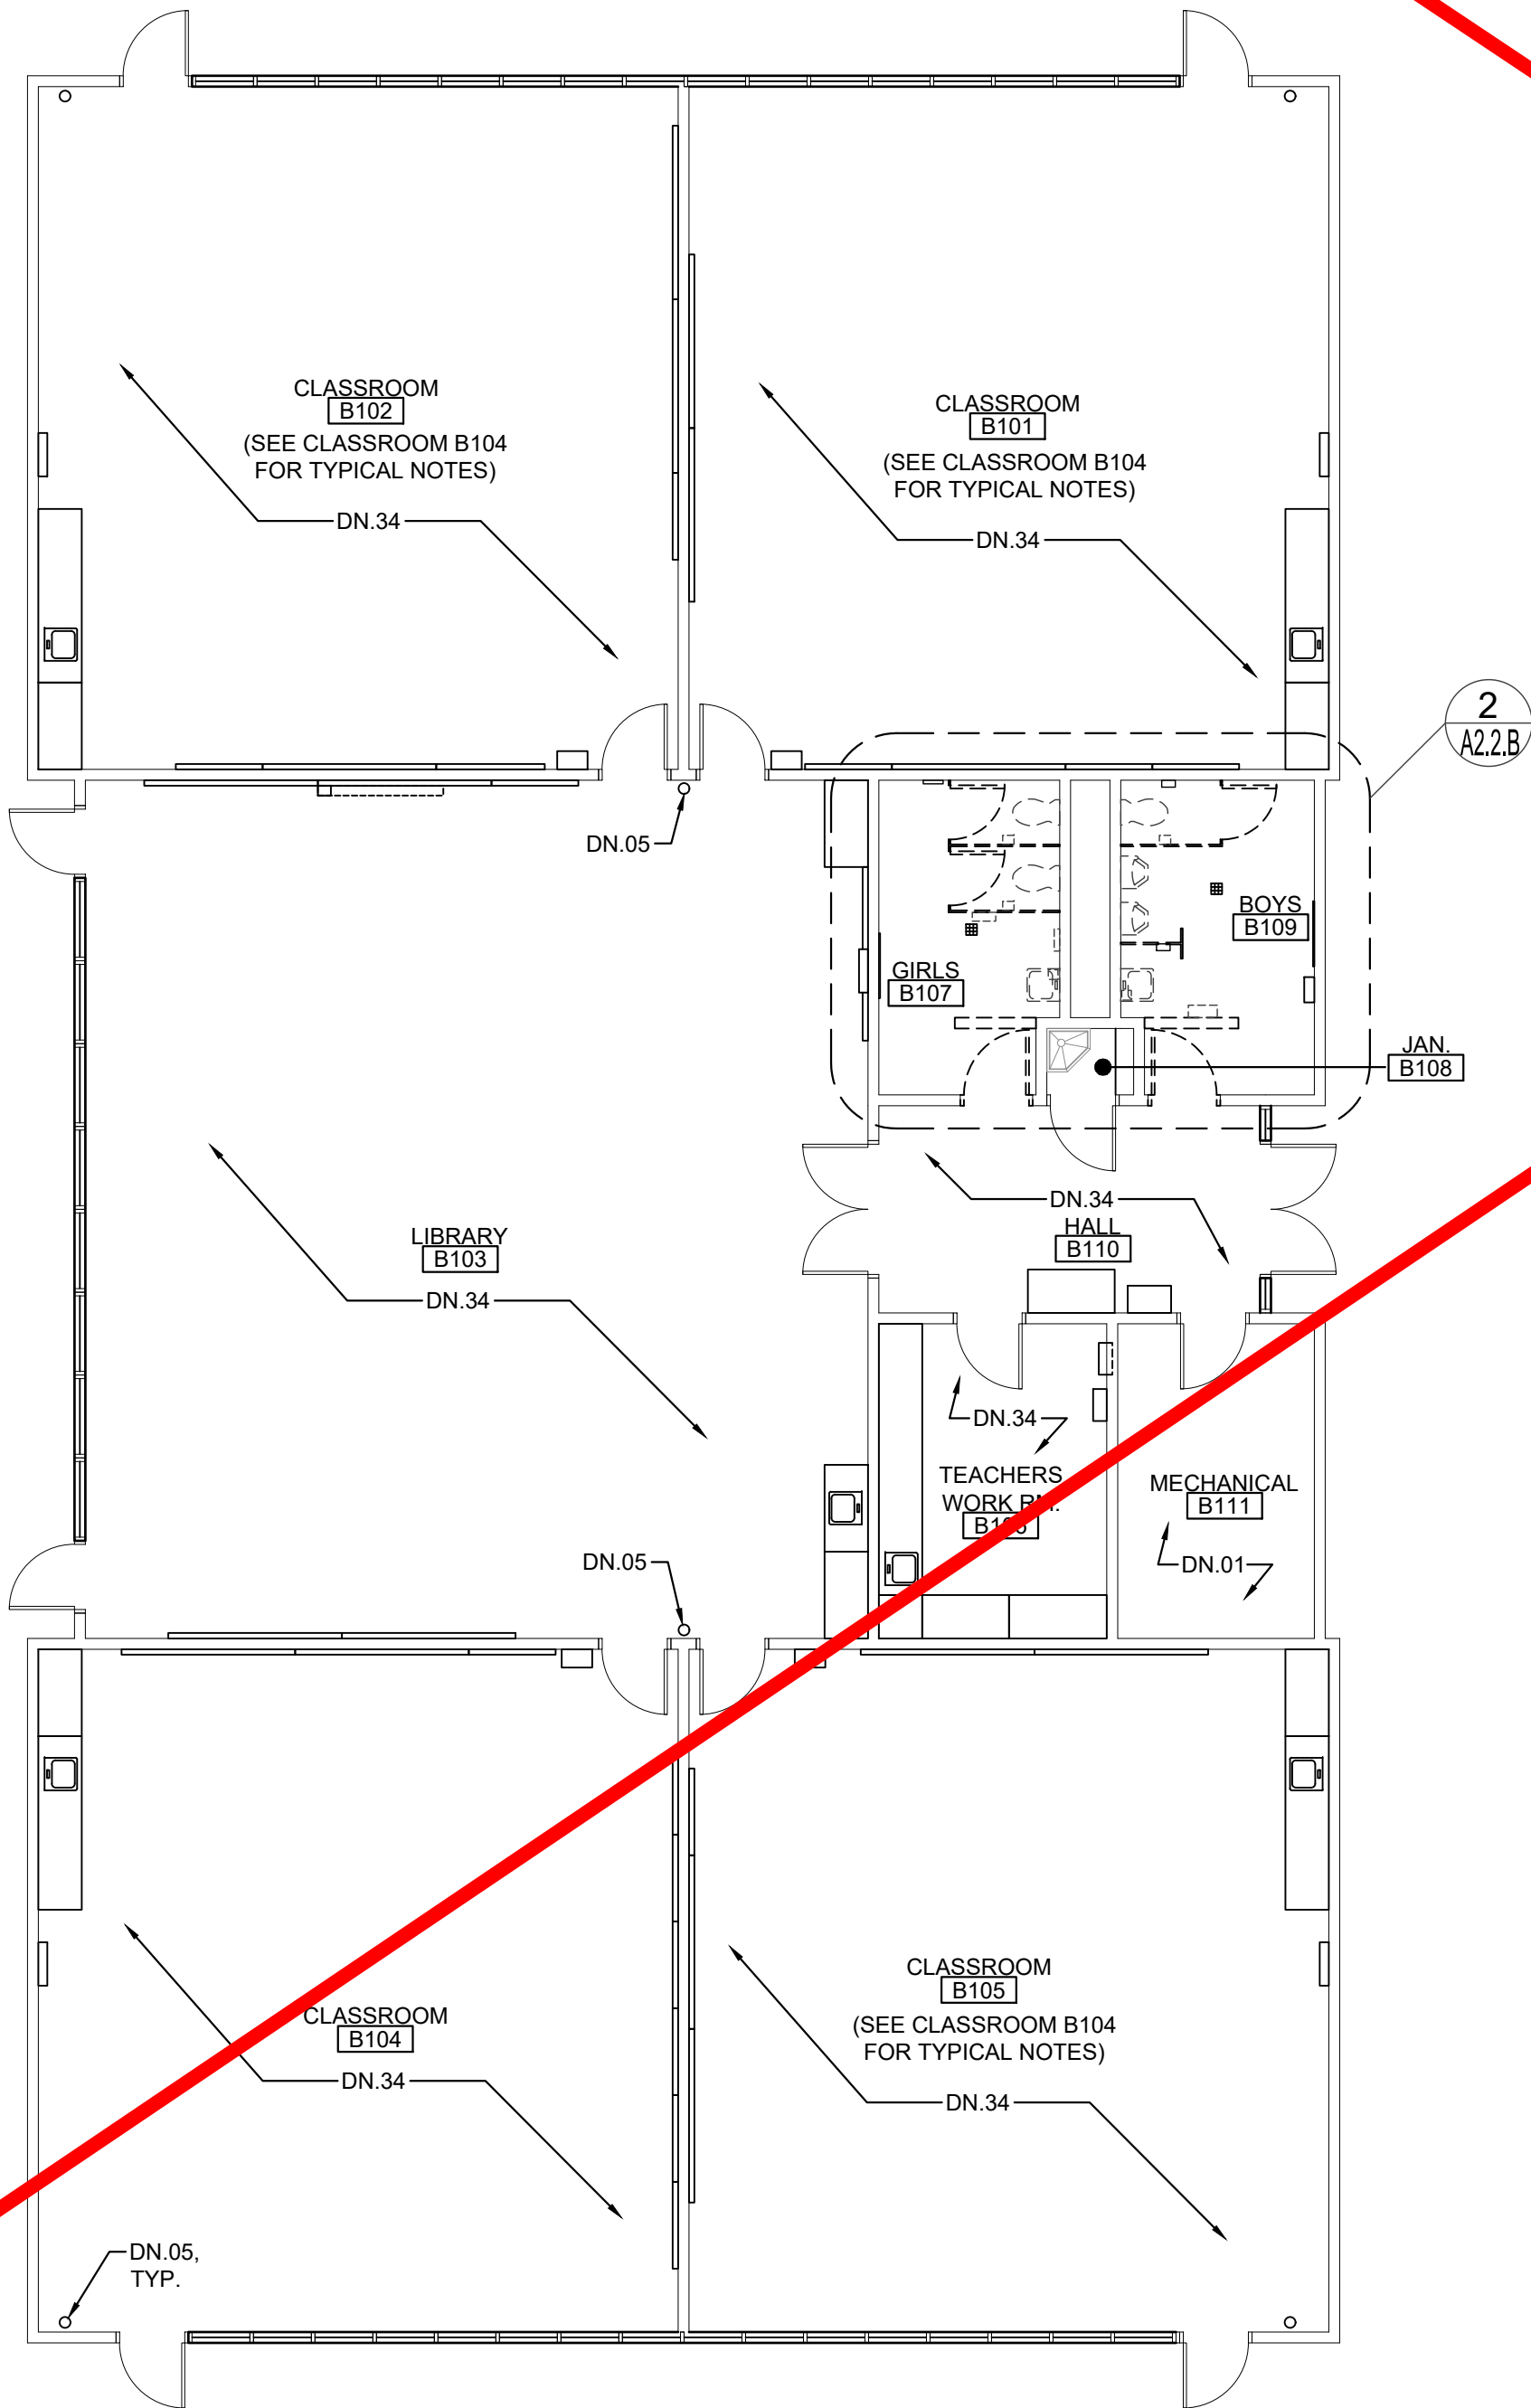 CLASSROOM
B102
(SEE CLASSROOM B104
FOR TYPICAL NOTES)
DN.34
CLASSROOM
B101
(SEE CLASSROOM B104
FOR TYPICAL NOTES)
DN.34
2
A2.2.B
DN.05
BOYS
B109
GIRLS
B107
JAN.
B108
DN.34
HALL
B110
LIBRARY
B103
DN.34
DN.34
TEACHERS
WORK RM.
MECHANICAL
B111
DN.01
DN.05
CLASSROOM
B104
DN.34
CLASSROOM
B105
(SEE CLASSROOM B104
FOR TYPICAL NOTES)
DN.34
DN.05,
TYP.